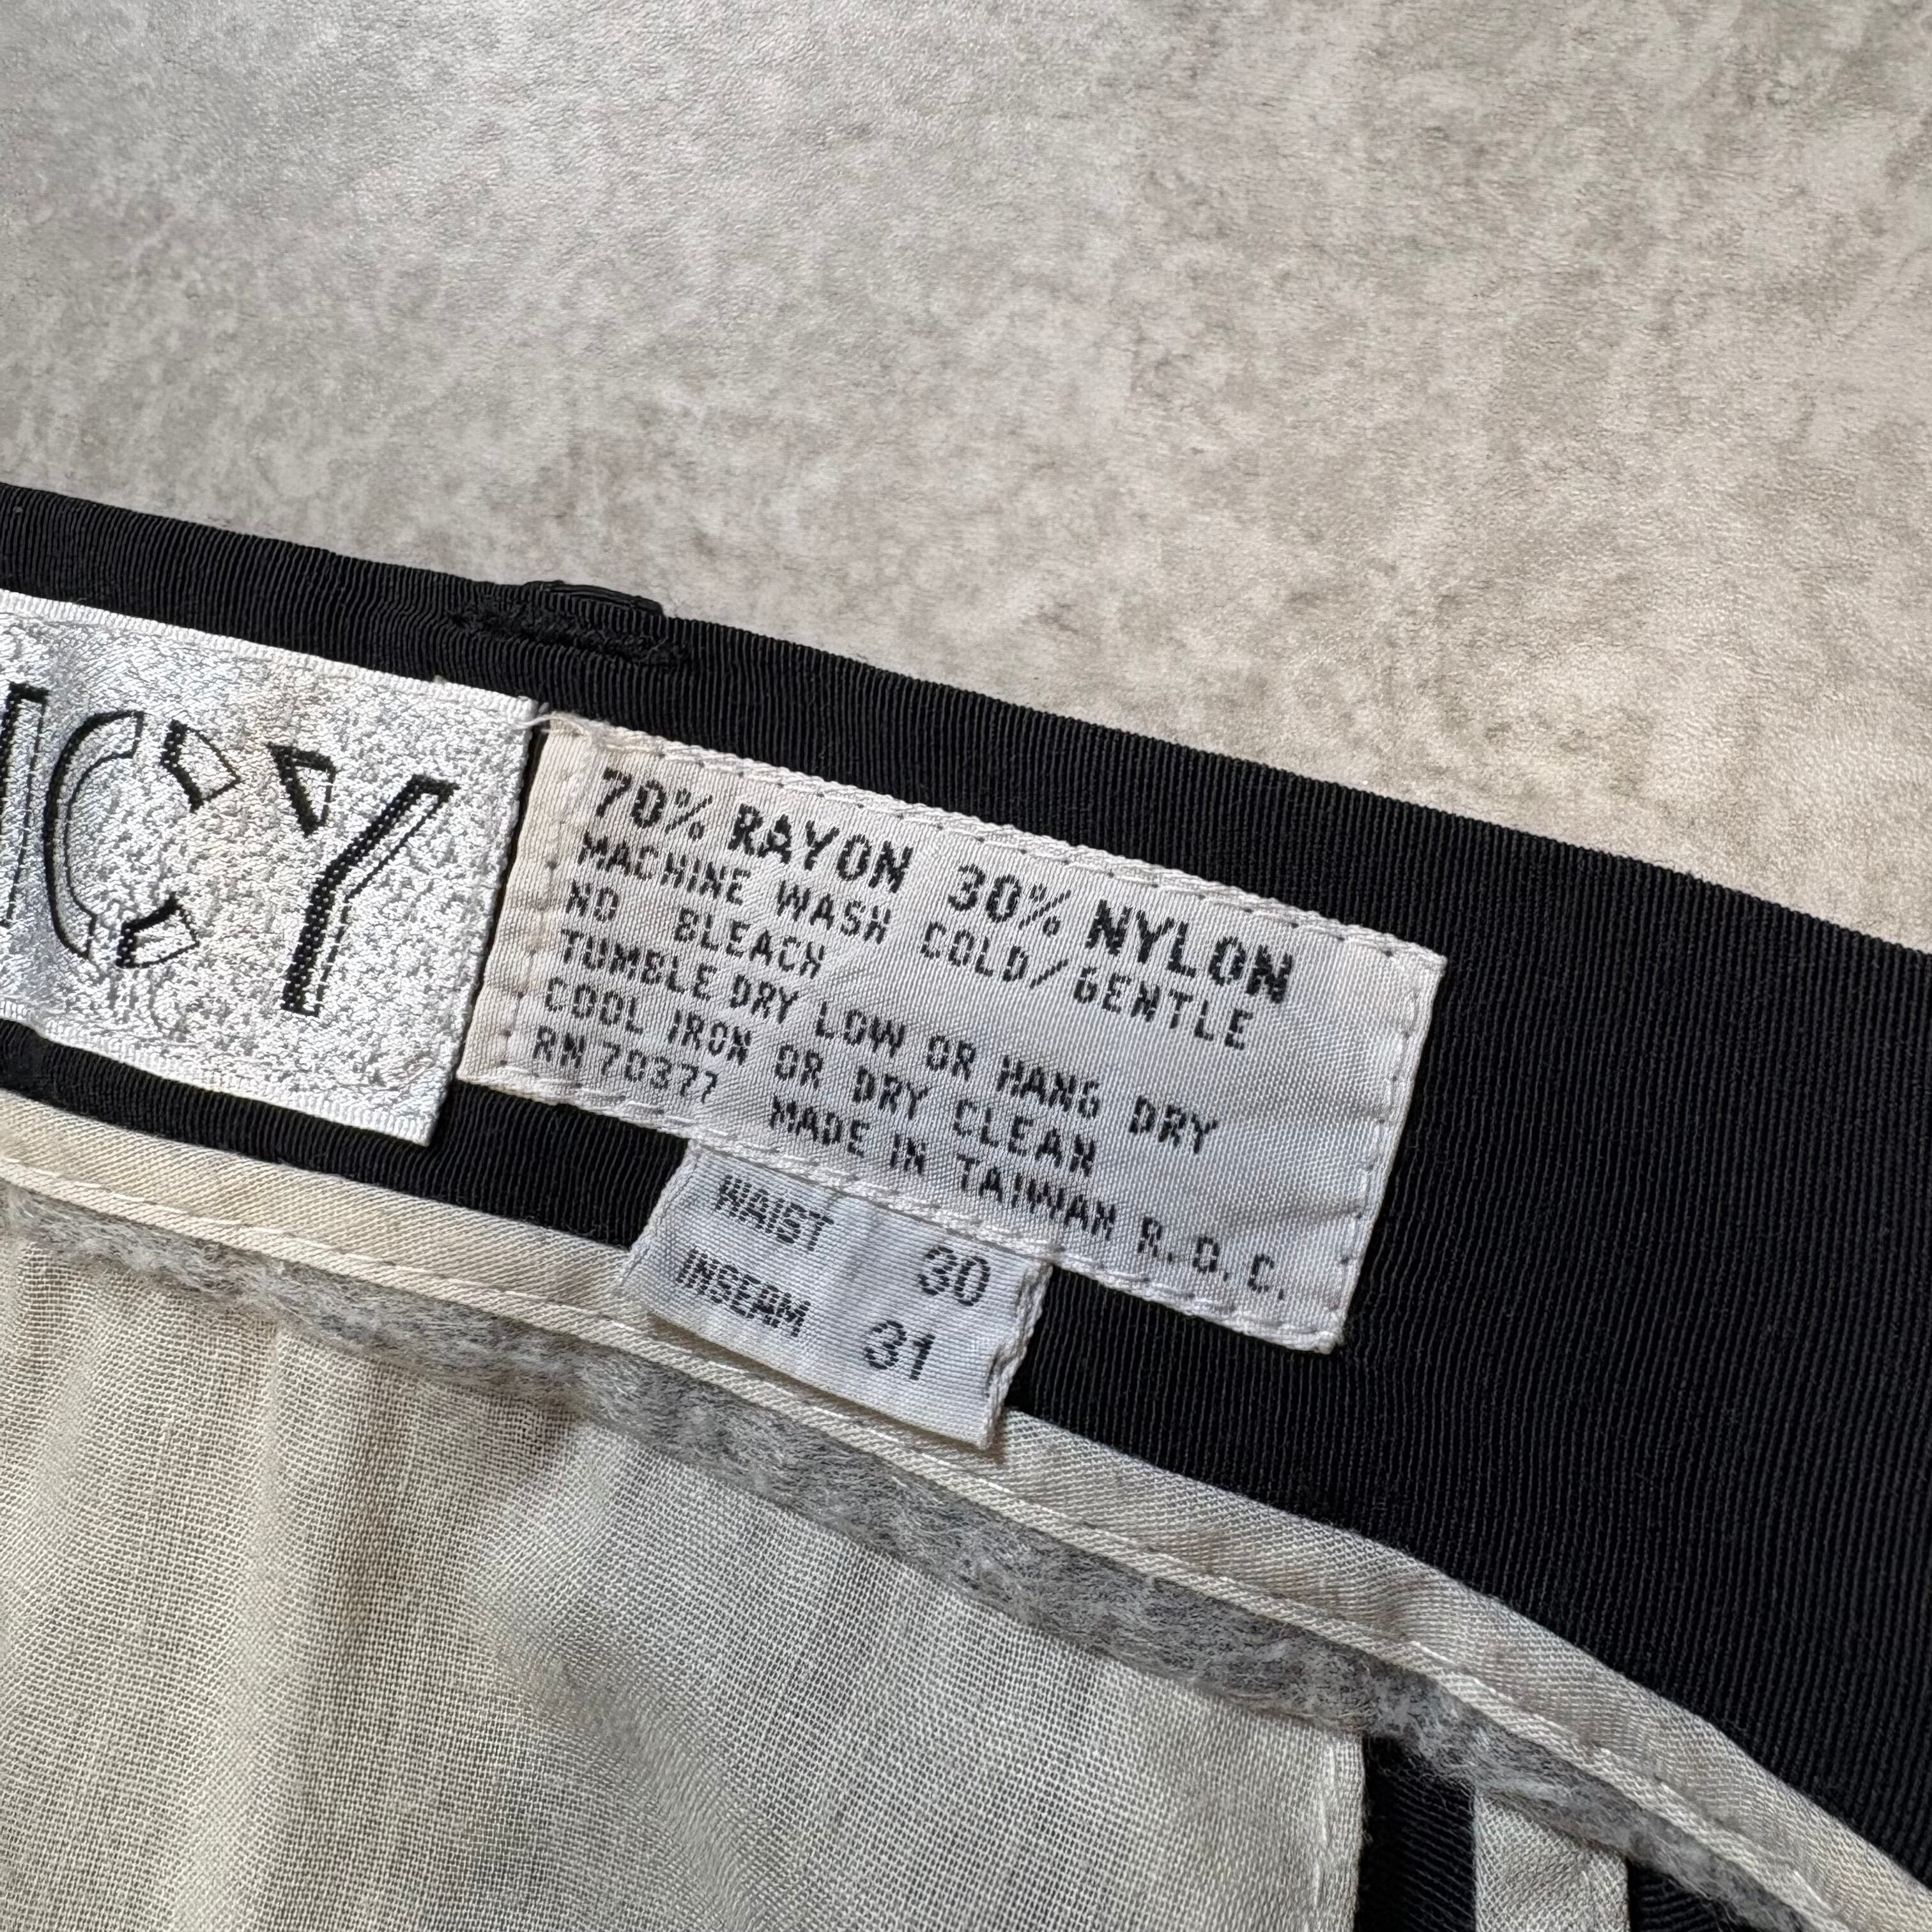 ICY
70% RAYON 30% NYLON
MACHINE WASH COLD/GENTLE
NO BLEACH
TUMBLE DRY LOW OR HANG DRY
COOL IRON OR DRY CLEAN
RN 70377 MADE IN TAIWAN R.O.C.
WAIST 30
INSEAM 31